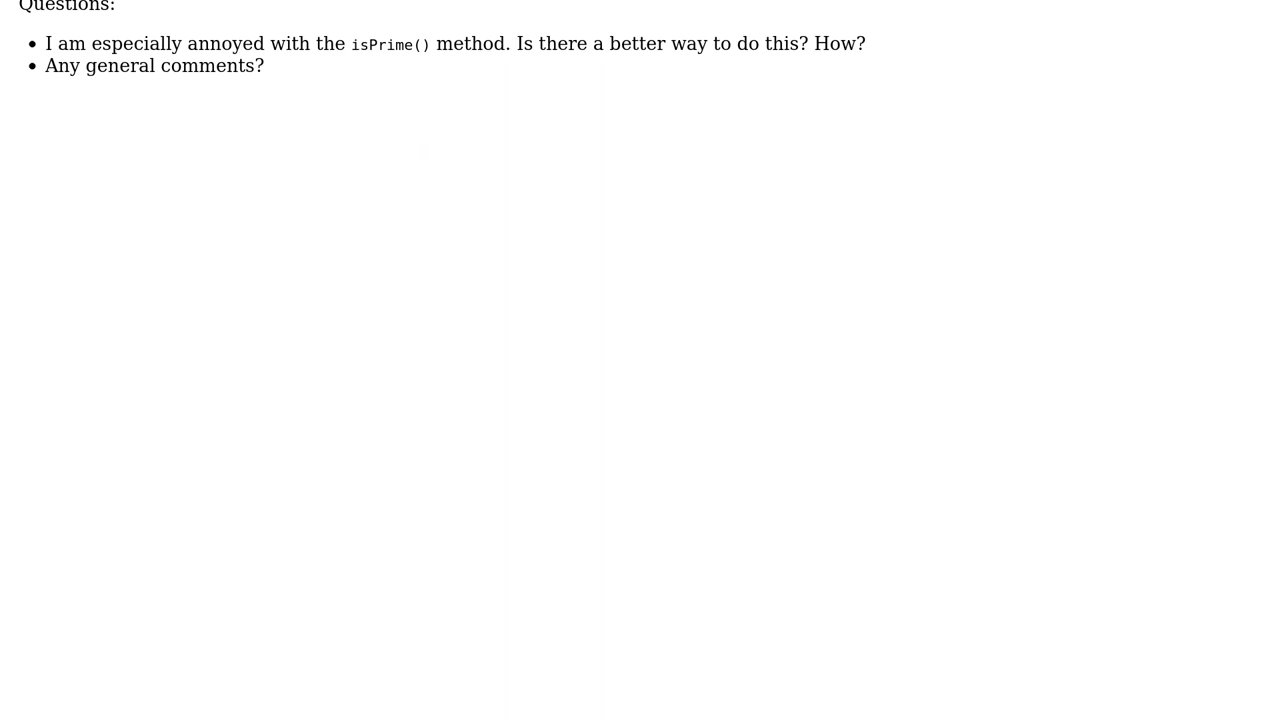 Questions:
I am especially annoyed with the isPrime() method. Is there a better way to do this? How?
Any general comments?